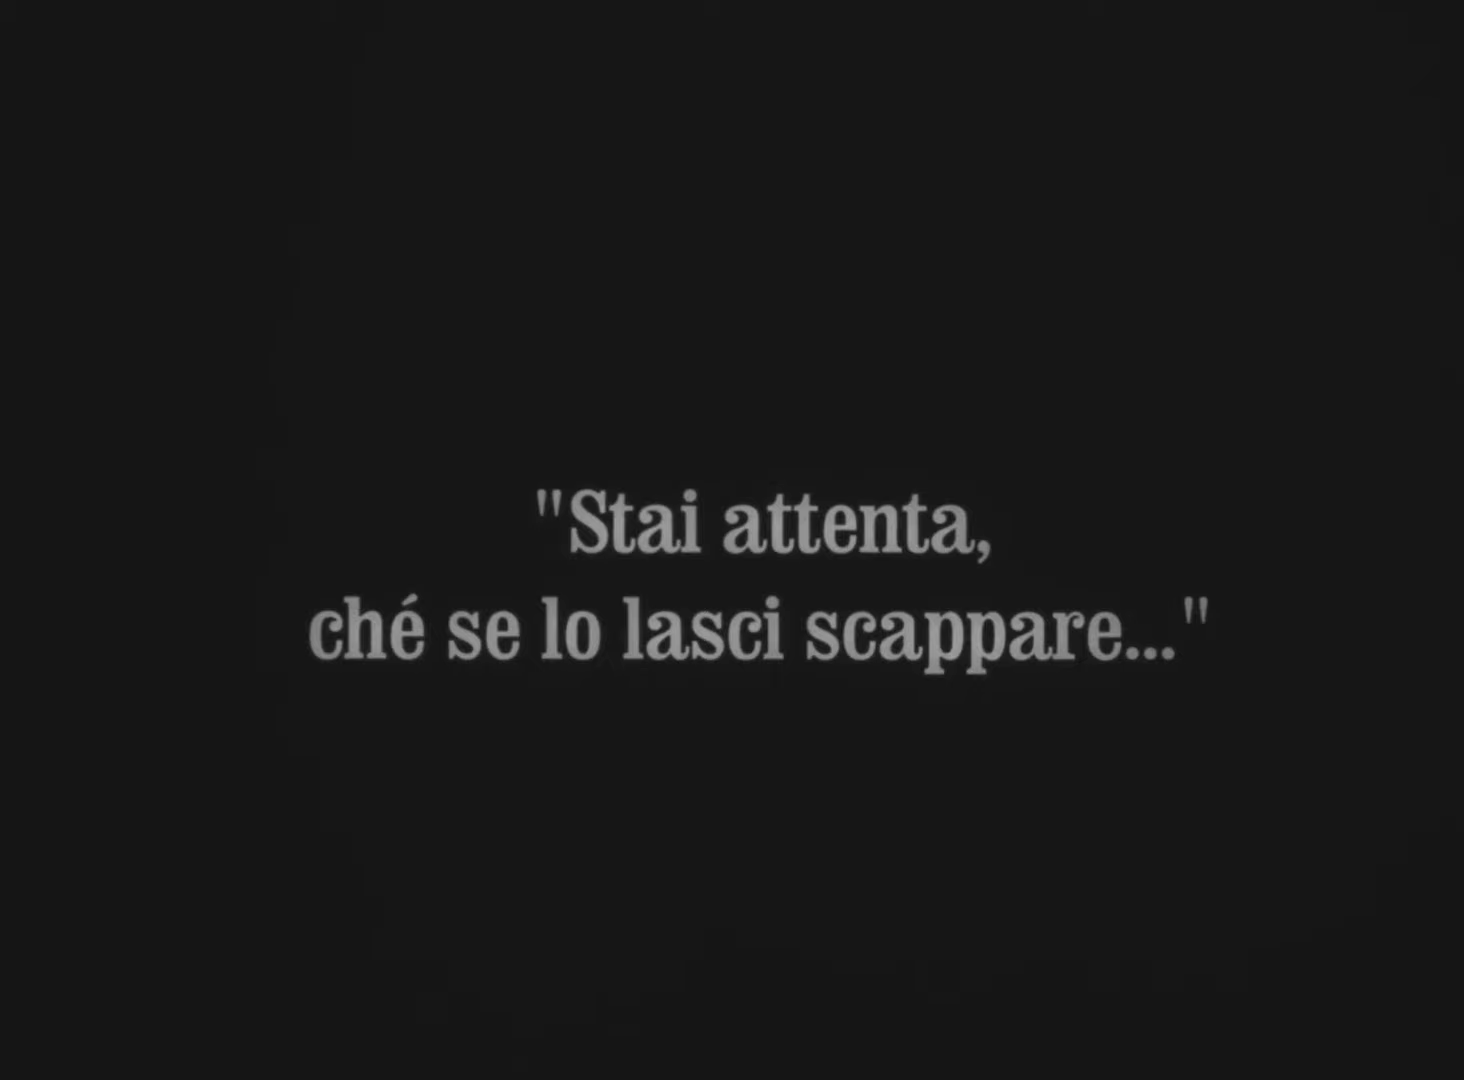 "Stai attenta,
ché se lo lasci scappare..."